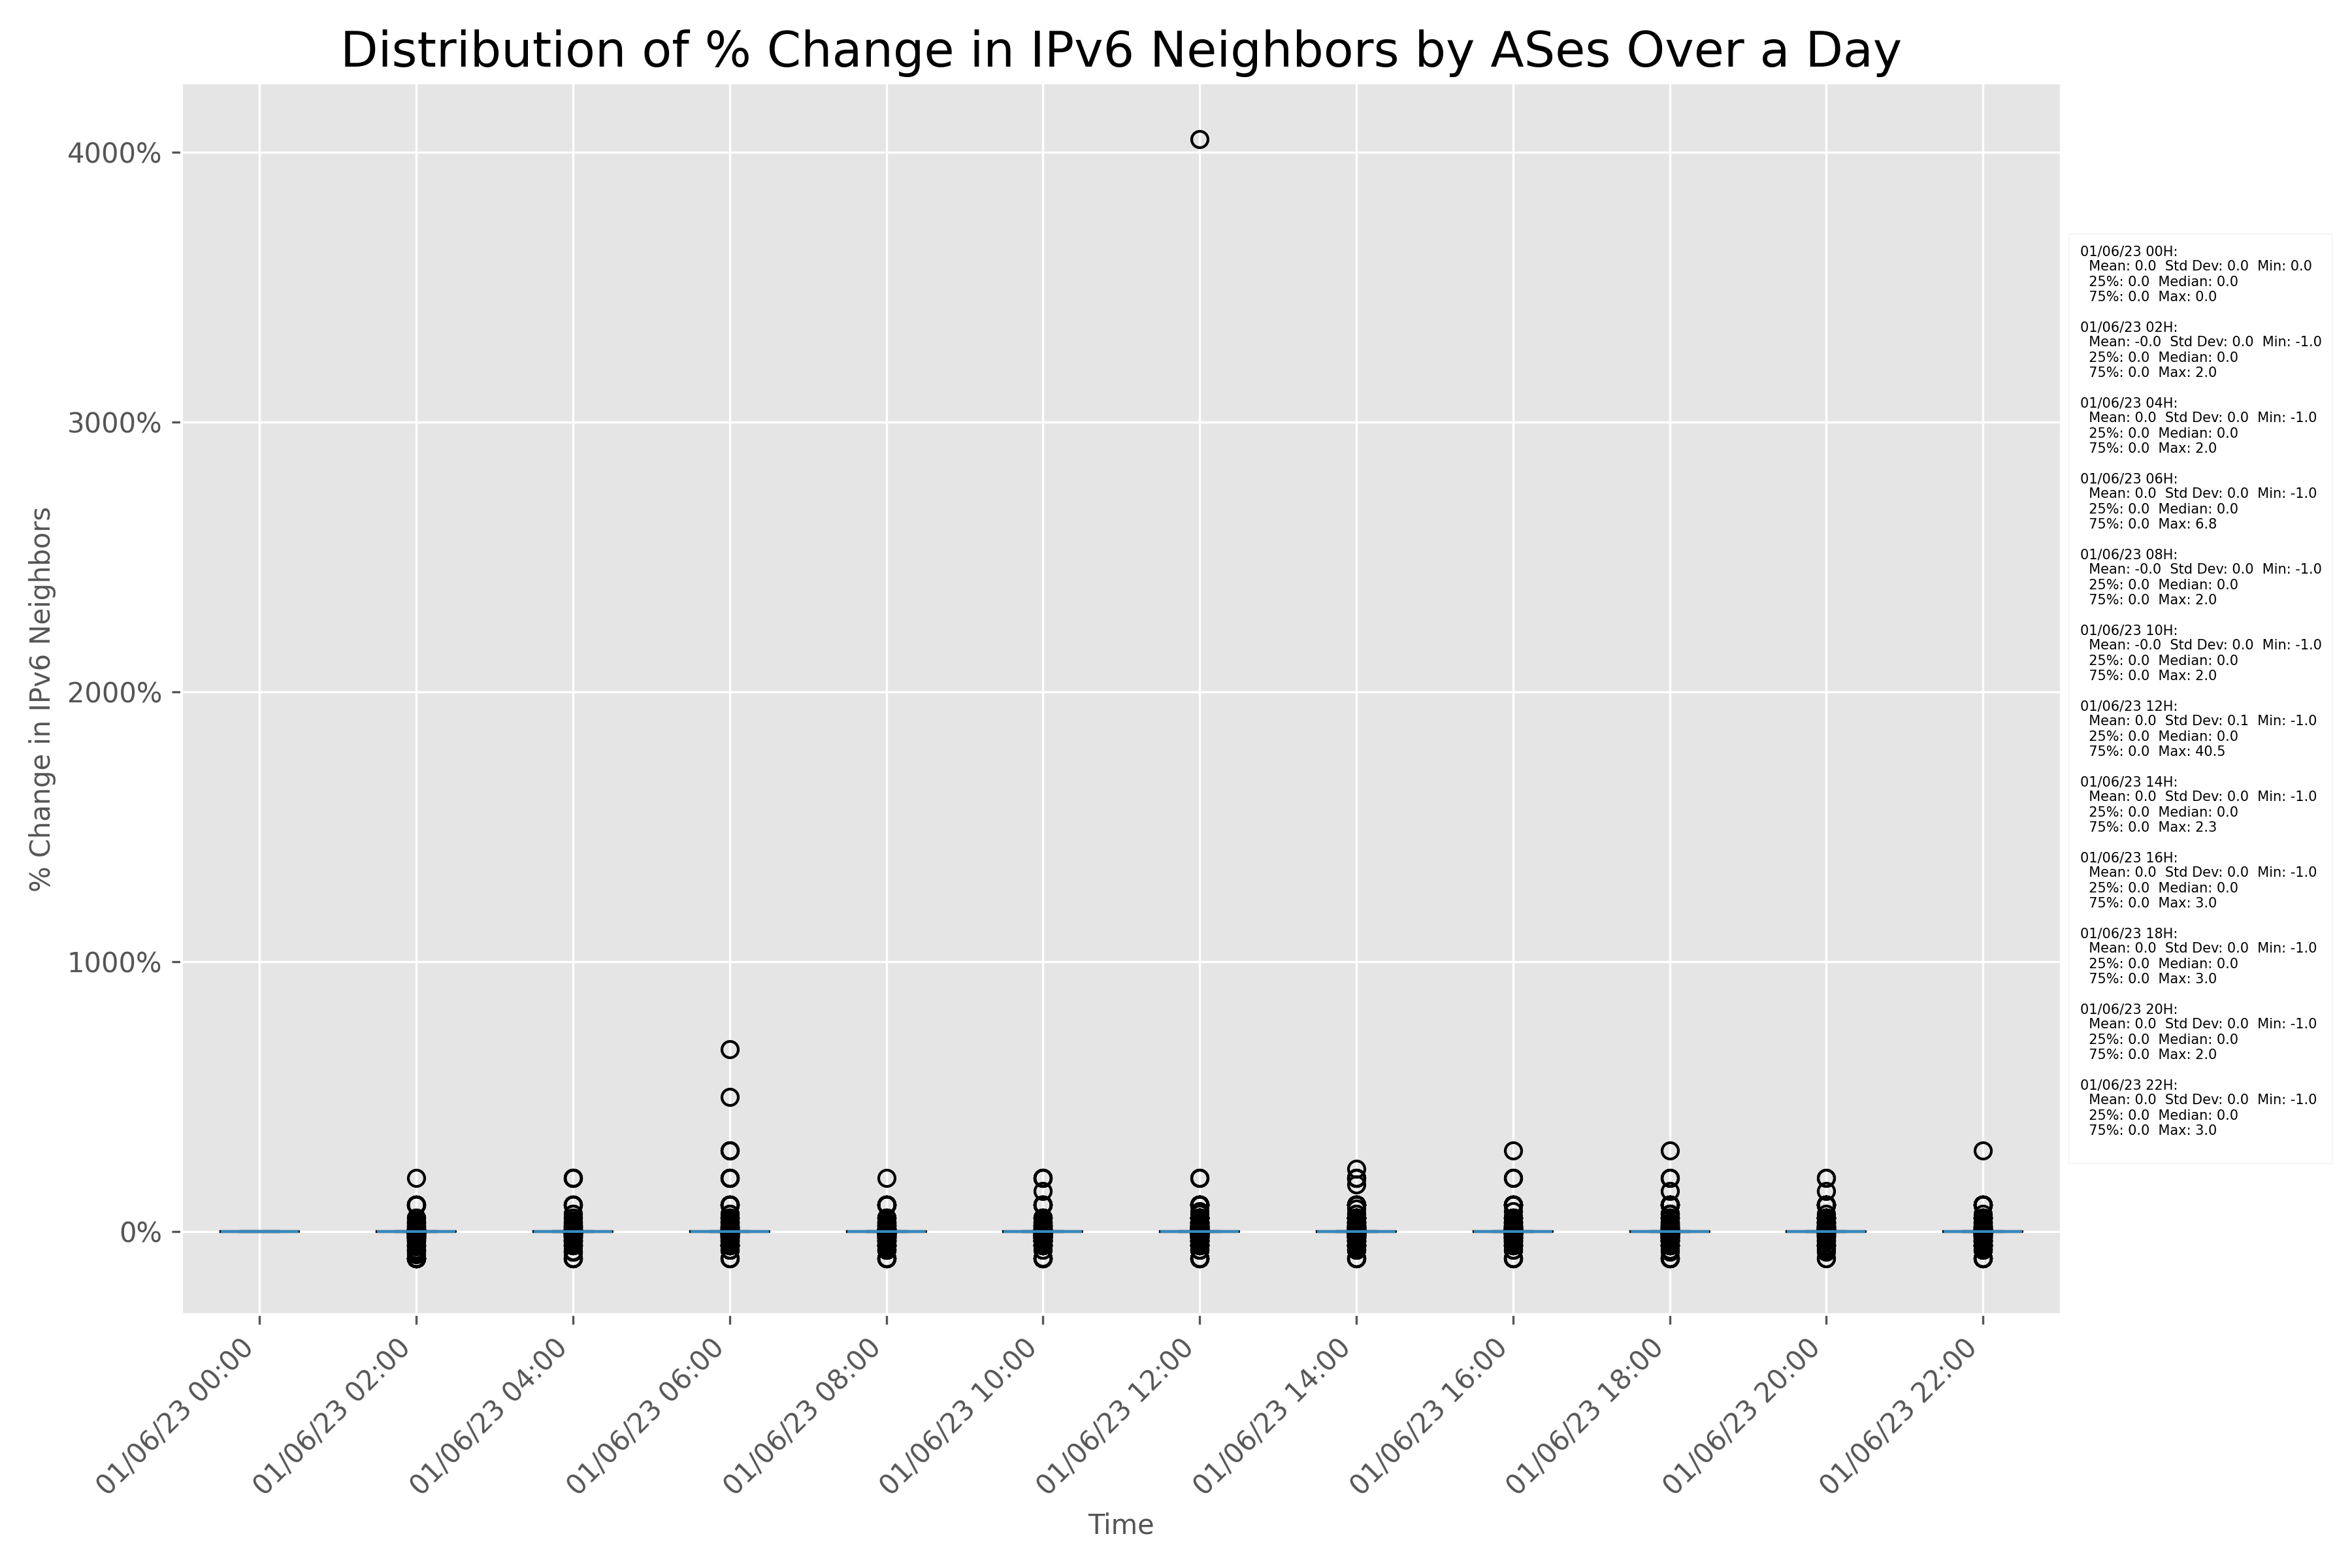 Distribution of % Change in IPv6 Neighbors by ASes Over a Day
% Change in IPv6 Neighbors
4000%
3000%
2000%
1000%
0%
01/06/23 00:00
01/06/23 02:00
01/06/23 04:00
01/06/23 06:00
01/06/23 08:00
01/06/23 10:00
01/06/23 12:00
01/06/23 14:00
01/06/23 16:00
01/06/23 18:00
01/06/23 20:00
01/06/23 22:00
Time
01/06/23 00H:
Mean: 0.0 Std Dev: 0.0 Min: 0.0
25%: 0.0 Median: 0.0
75%: 0.0 Max: 0.0
01/06/23 02H:
Mean: -0.0 Std Dev: 0.0 Min: -1.0
25%: 0.0 Median: 0.0
75%: 0.0 Max: 2.0
01/06/23 04H:
Mean: 0.0 Std Dev: 0.0 Min: -1.0
25%: 0.0 Median: 0.0
75%: 0.0 Max: 2.0
01/06/23 06H:
Mean: 0.0 Std Dev: 0.0 Min: -1.0
25%: 0.0 Median: 0.0
75%: 0.0 Max: 6.8
01/06/23 08H:
Mean: -0.0 Std Dev: 0.0 Min: -1.0
25%: 0.0 Median: 0.0
75%: 0.0 Max: 2.0
01/06/23 10H:
Mean: -0.0 Std Dev: 0.0 Min: -1.0
25%: 0.0 Median: 0.0
75%: 0.0 Max: 2.0
01/06/23 12H:
Mean: 0.0 Std Dev: 0.1 Min: -1.0
25%: 0.0 Median: 0.0
75%: 0.0 Max: 40.5
01/06/23 14H:
Mean: 0.0 Std Dev: 0.0 Min: -1.0
25%: 0.0 Median: 0.0
75%: 0.0 Max: 2.3
01/06/23 16H:
Mean: 0.0 Std Dev: 0.0 Min: -1.0
25%: 0.0 Median: 0.0
75%: 0.0 Max: 3.0
01/06/23 18H:
Mean: 0.0 Std Dev: 0.0 Min: -1.0
25%: 0.0 Median: 0.0
75%: 0.0 Max: 3.0
01/06/23 20H:
Mean: 0.0 Std Dev: 0.0 Min: -1.0
25%: 0.0 Median: 0.0
75%: 0.0 Max: 2.0
01/06/23 22H:
Mean: 0.0 Std Dev: 0.0 Min: -1.0
25%: 0.0 Median: 0.0
75%: 0.0 Max: 3.0